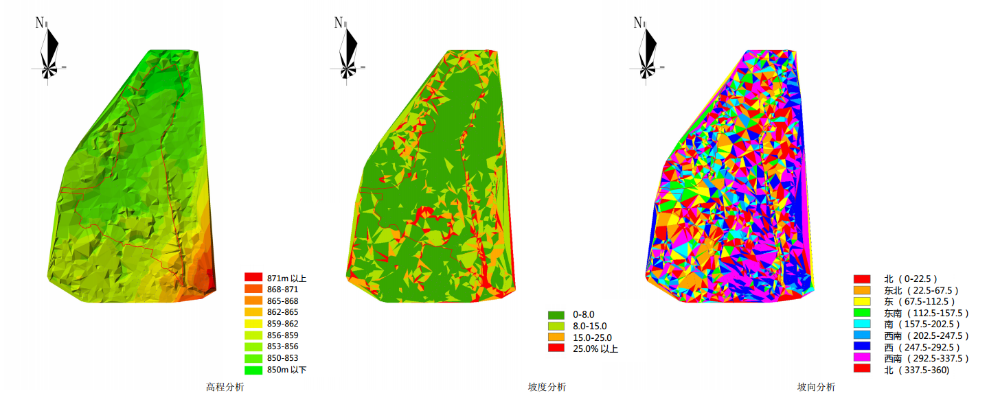 N
N
N
871m 以上
868-871
865-868
862-865
859-862
856-859
853-856
850-853
850m 以下
0-8.0
8.0-15.0
15.0-25.0
25.0% 以上
北（0-22.5）
东北（22.5-67.5）
东（67.5-112.5）
东南（112.5-157.5）
南（157.5-202.5）
西南（202.5-247.5）
西（247.5-292.5）
西南（292.5-337.5）
北（337.5-360)
高程分析
坡度分析
坡向分析